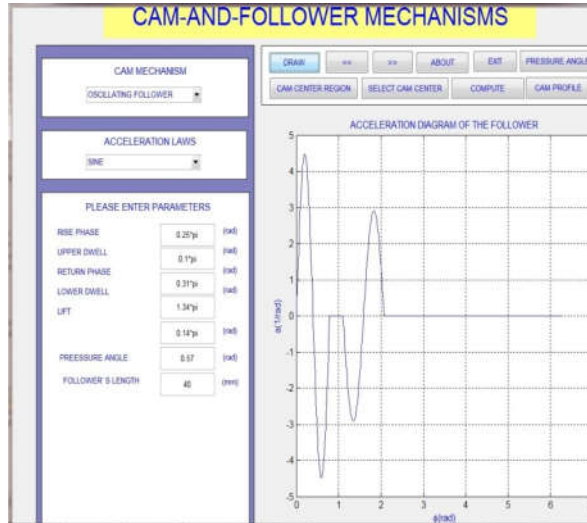 CAM-AND-FOLLOWER MECHANISMS
CAM MECHANISM
OSCILLATING FOLLOWER
ACCELERATION LAWS
SINE
PLEASE ENTER PARAMETERS
RISE PHASE 0.25*pi (rad)
UPPER DWELL 0.1*pi (rad)
RETURN PHASE 0.31*pi (rad)
LOWER DWELL 1.34*pi (rad)
LIFT 0.14*pi (rad)
PREESSURE ANGLE 0.57 (rad)
FOLLOWER`S LENGTH 40 (mm)
DRAW << >> ABOUT EXIT PRESSURE ANGLE
CAM CENTER REGION SELECT CAM CENTER COMPUTE CAM PROFILE
ACCELERATION DIAGRAM OF THE FOLLOWER
5
4
3
2
1
0
-1
-2
-3
-4
-5
a(1/rad)
0 1 2 3 4 5 6
φ(rad)